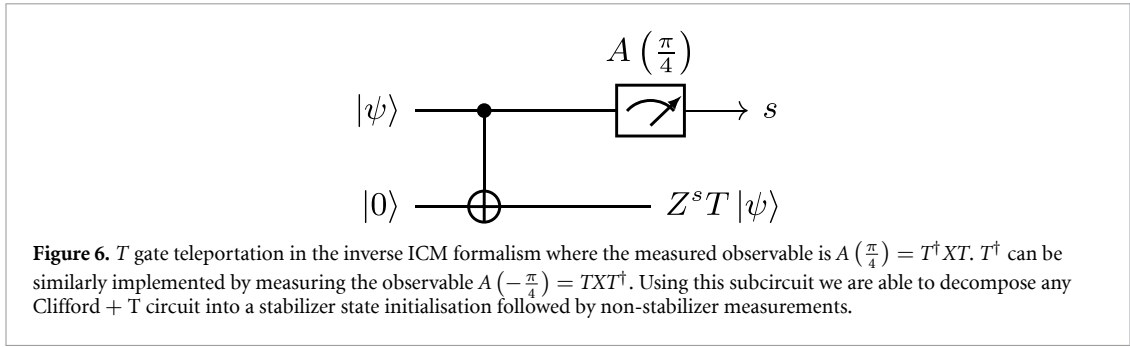 A (π/4)
|ψ⟩ s
|0⟩ Z^s T |ψ⟩
Figure 6. T gate teleportation in the inverse ICM formalism where the measured observable is A (π/4) = T†XT. T† can be
similarly implemented by measuring the observable A (−π/4) = TXT†. Using this subcircuit we are able to decompose any
Clifford + T circuit into a stabilizer state initialisation followed by non-stabilizer measurements.